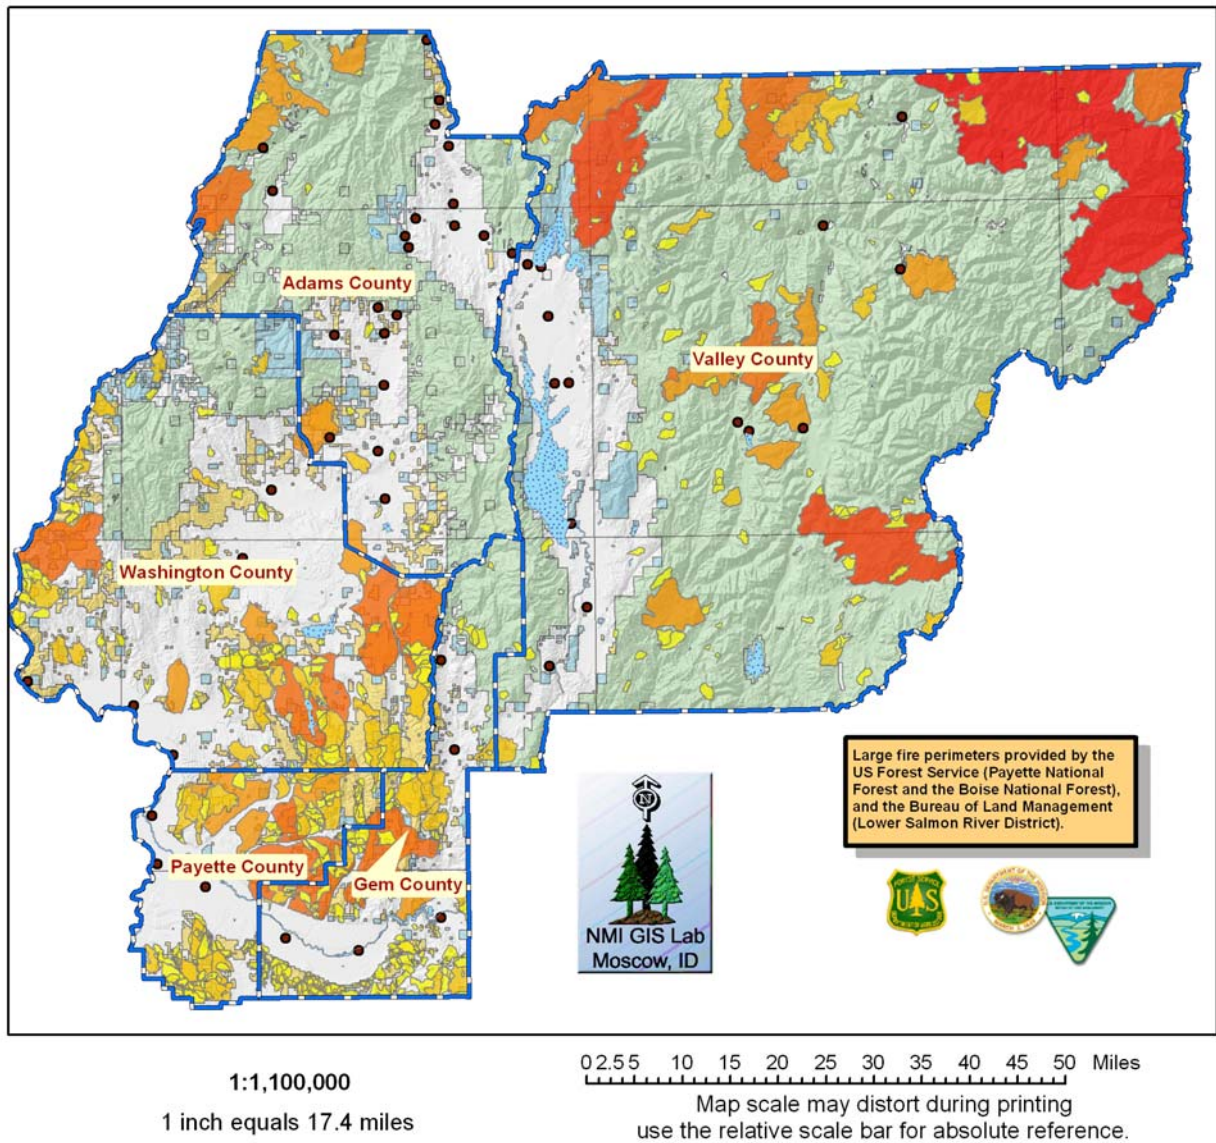 Adams County
Valley County
Washington County
Payette County
Gem County
N
NMI GIS Lab
Moscow, ID
Large fire perimeters provided by the
US Forest Service (Payette National
Forest and the Boise National Forest),
and the Bureau of Land Management
(Lower Salmon River District).
FOREST SERVICE
U S
1:1,100,000
1 inch equals 17.4 miles
0 2.5 5 10 15 20 25 30 35 40 45 50 Miles
Map scale may distort during printing
use the relative scale bar for absolute reference.